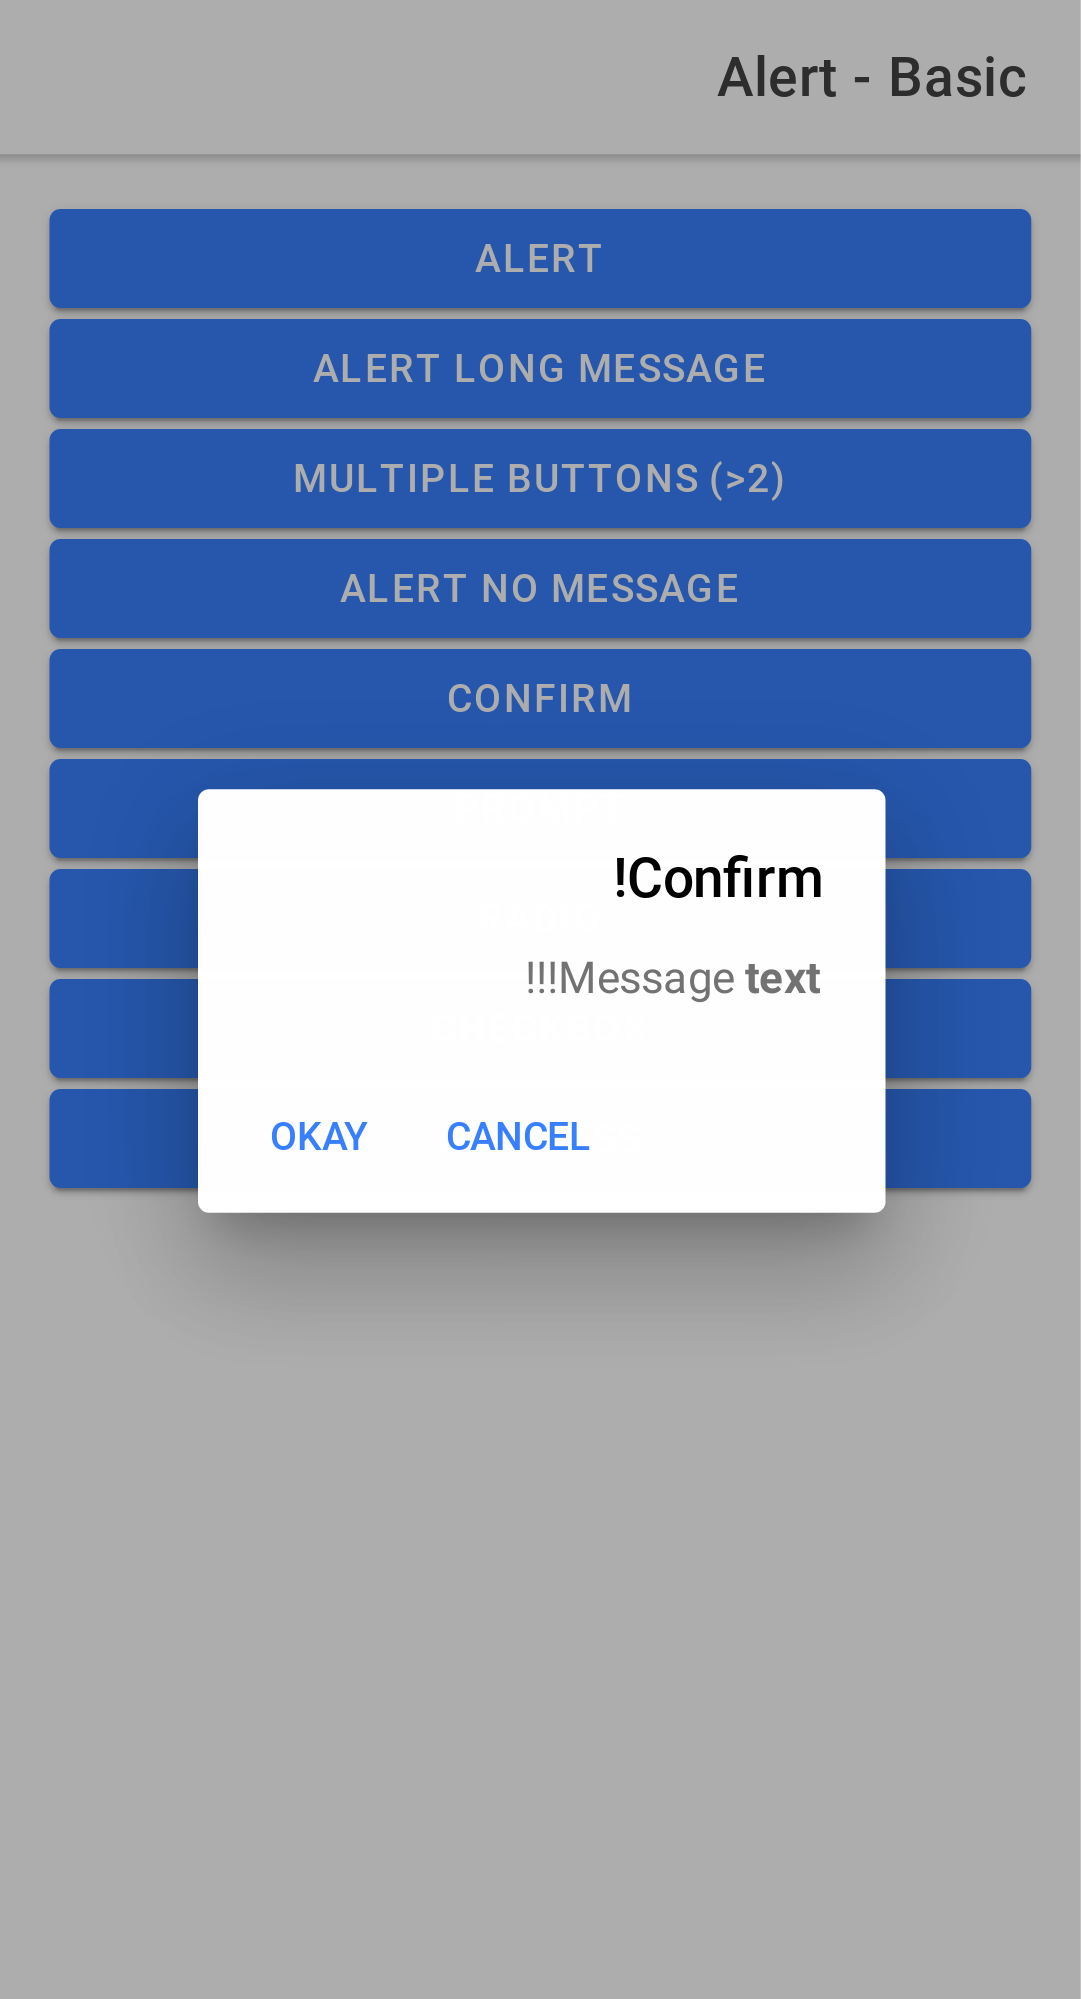 Alert - Basic
ALERT
ALERT LONG MESSAGE
MULTIPLE BUTTONS (>2)
ALERT NO MESSAGE
CONFIRM
!Confirm
!!!Message text
OKAY CANCEL